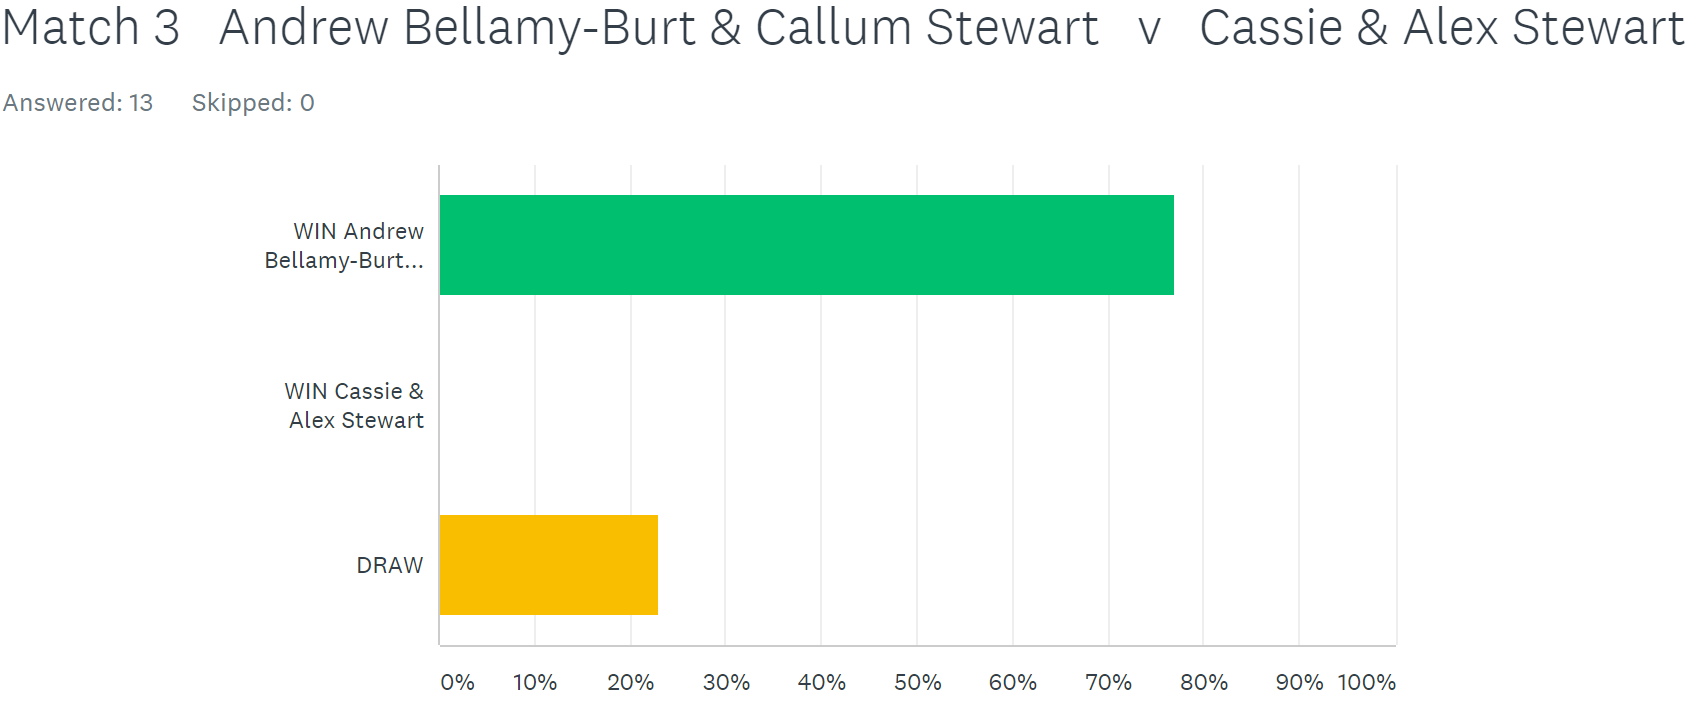 Match 3 Andrew Bellamy-Burt & Callum Stewart v Cassie & Alex Stewart
Answered: 13 Skipped: 0
WIN Andrew
Bellamy-Burt...
WIN Cassie &
Alex Stewart
DRAW
0% 10% 20% 30% 40% 50% 60% 70% 80% 90% 100%